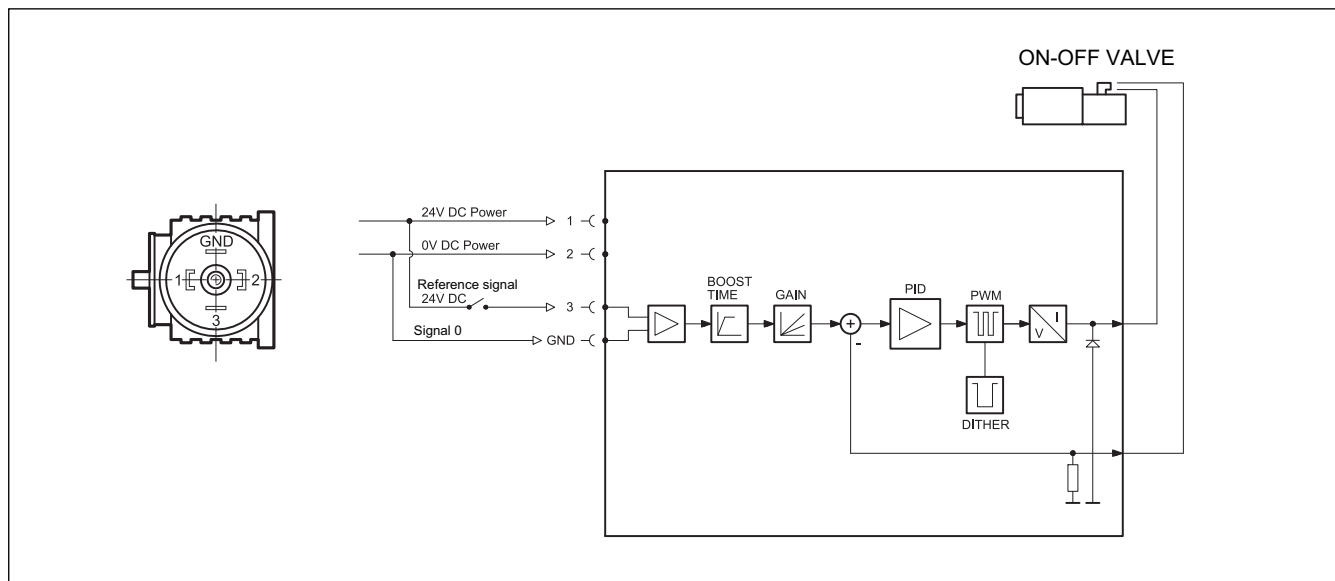 ON-OFF VALVE
GND
1
2
3
24V DC Power
1
0V DC Power
2
Reference signal
24V DC
3
Signal 0
GND
BOOST
TIME
GAIN
+
-
PID
PWM
I
V
DITHER